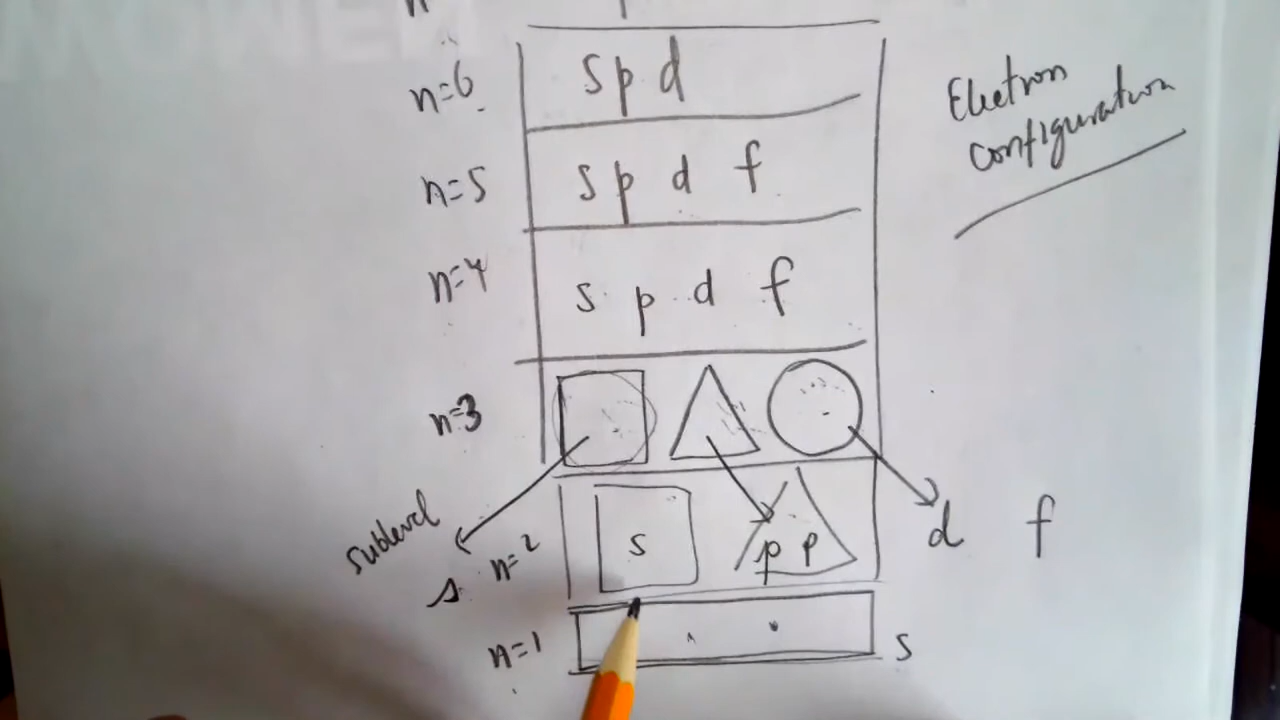 n=6 s p d
n=5 s p d f
n=4 s p d f
Electron
configuration
n=3
sublevel
s
d f
n=2 s p p
n=1 s